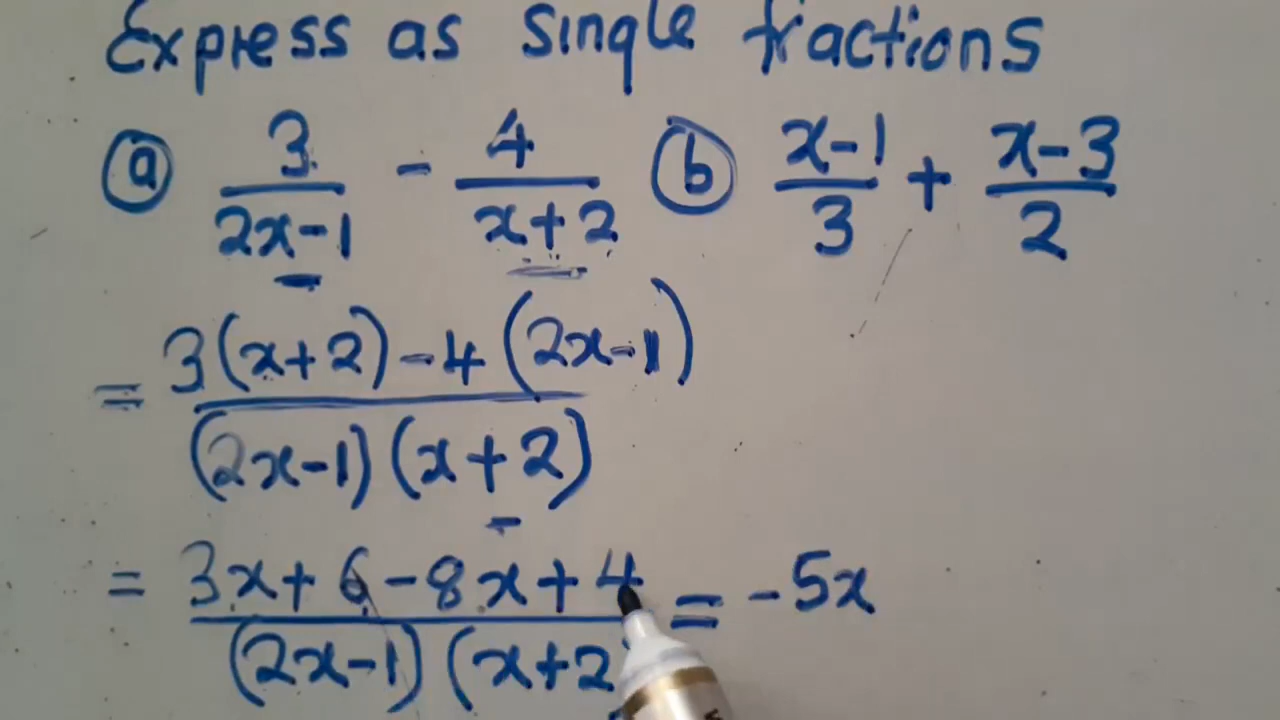 Express as single fractions
(a) 3/(2x-1) - 4/(x+2) (b) (x-1)/3 + (x-3)/2
= (3(x+2)-4(2x-1))/((2x-1)(x+2))
= (3x+6-8x+4)/((2x-1)(x+2 = -5x